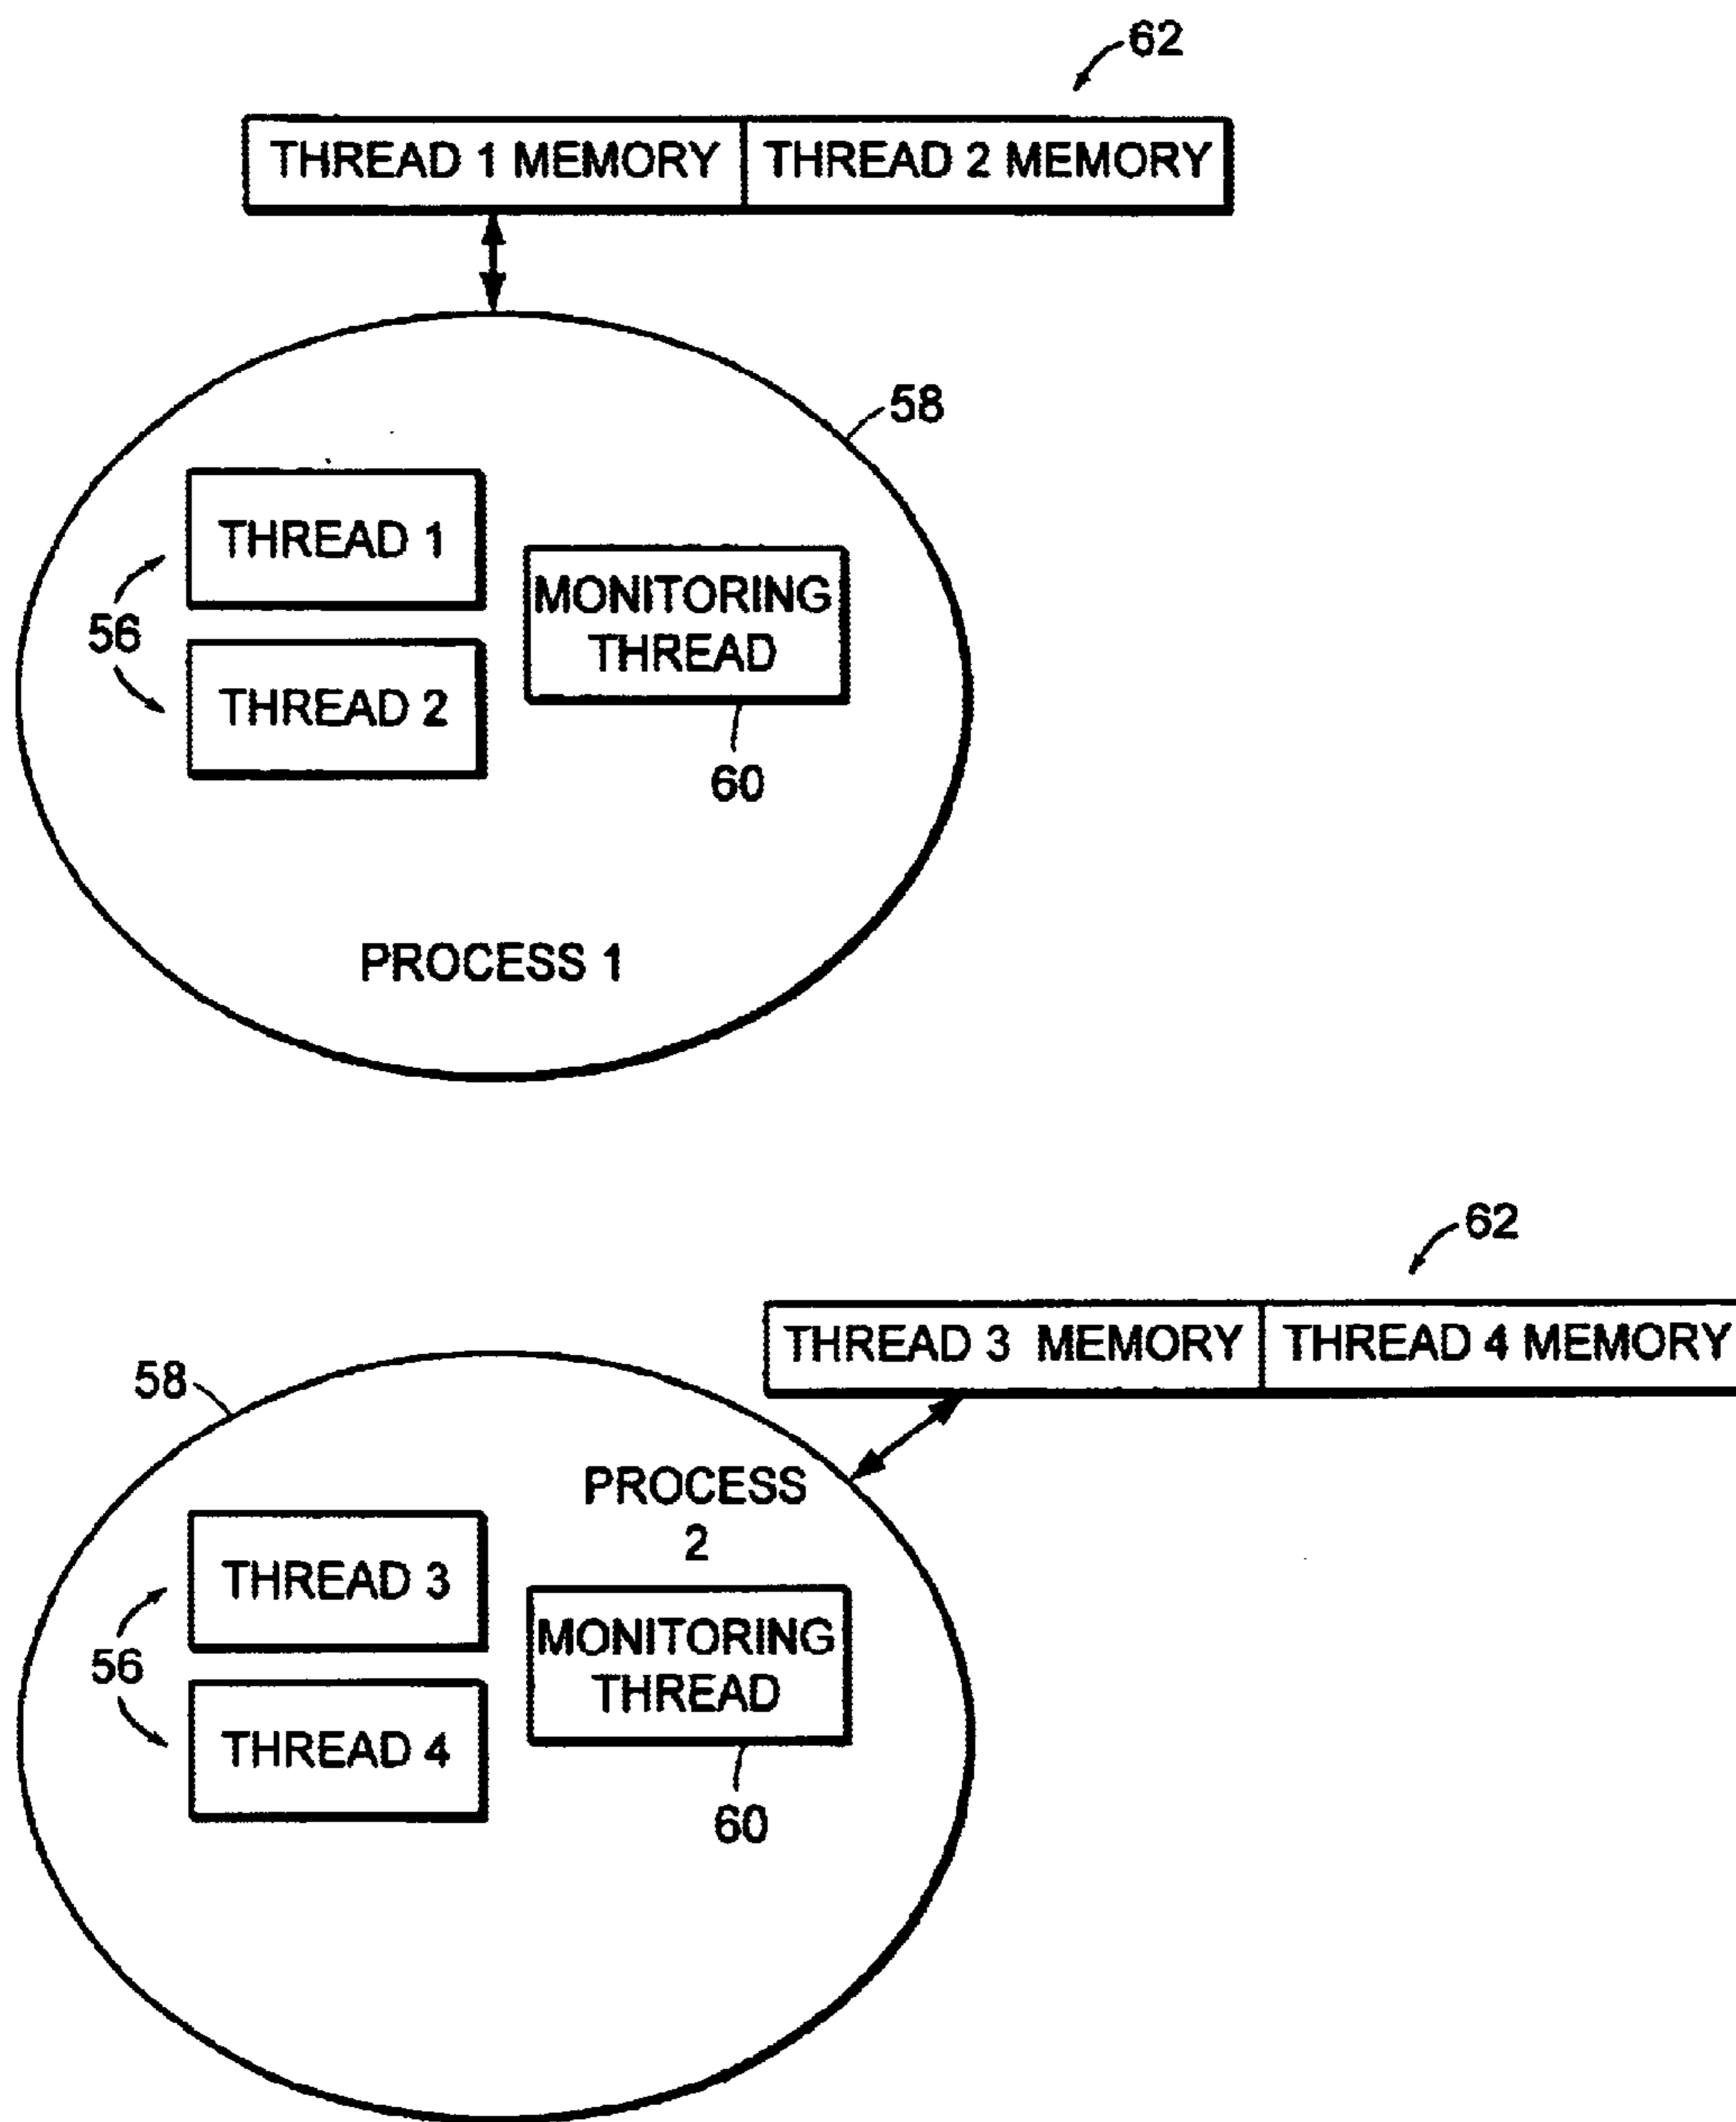 62
THREAD 1 MEMORY THREAD 2 MEMORY
58
THREAD 1
56
THREAD 2
MONITORING
THREAD
60
PROCESS 1
62
THREAD 3 MEMORY THREAD 4 MEMORY
58
PROCESS
2
THREAD 3
56
THREAD 4
MONITORING
THREAD
60